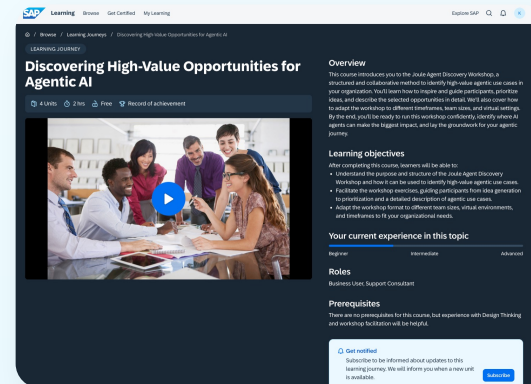 SAP Learning Browse Get Certified My Learning Explore SAP
/ Browse / Learning Journeys / Discovering High-Value Opportunities for Agentic AI
LEARNING JOURNEY
Discovering High-Value Opportunities for
Agentic AI
4 Units 2 hrs Free Record of achievement
Overview
This course introduces you to the Joule Agent Discovery Workshop, a
structured and collaborative method to identify high-value agentic use cases in
your organization. You'll learn how to inspire and guide participants, prioritize
ideas, and describe the selected opportunities in detail. We'll also cover how
to adapt the workshop to different timeframes, team sizes, and virtual settings.
By the end, you'll be ready to run this workshop confidently, identify where AI
agents can make the biggest impact, and lay the groundwork for your agentic
journey.
Learning objectives
After completing this course, learners will be able to:
• Understand the purpose and structure of the Joule Agent Discovery
Workshop and how it can be used to identify high-value agentic use cases.
• Facilitate the workshop exercises, guiding participants from idea generation
to prioritization and a detailed description of agentic use cases.
• Adapt the workshop format to different team sizes, virtual environments,
and timeframes to fit your organizational needs.
Your current experience in this topic
Beginner Intermediate Advanced
Roles
Business User, Support Consultant
Prerequisites
There are no prerequisites for this course, but experience with Design Thinking
and workshop facilitation will be helpful.
Get notified
Subscribe to be informed about updates to this
learning journey. We will inform you when a new unit
is available.
Subscribe